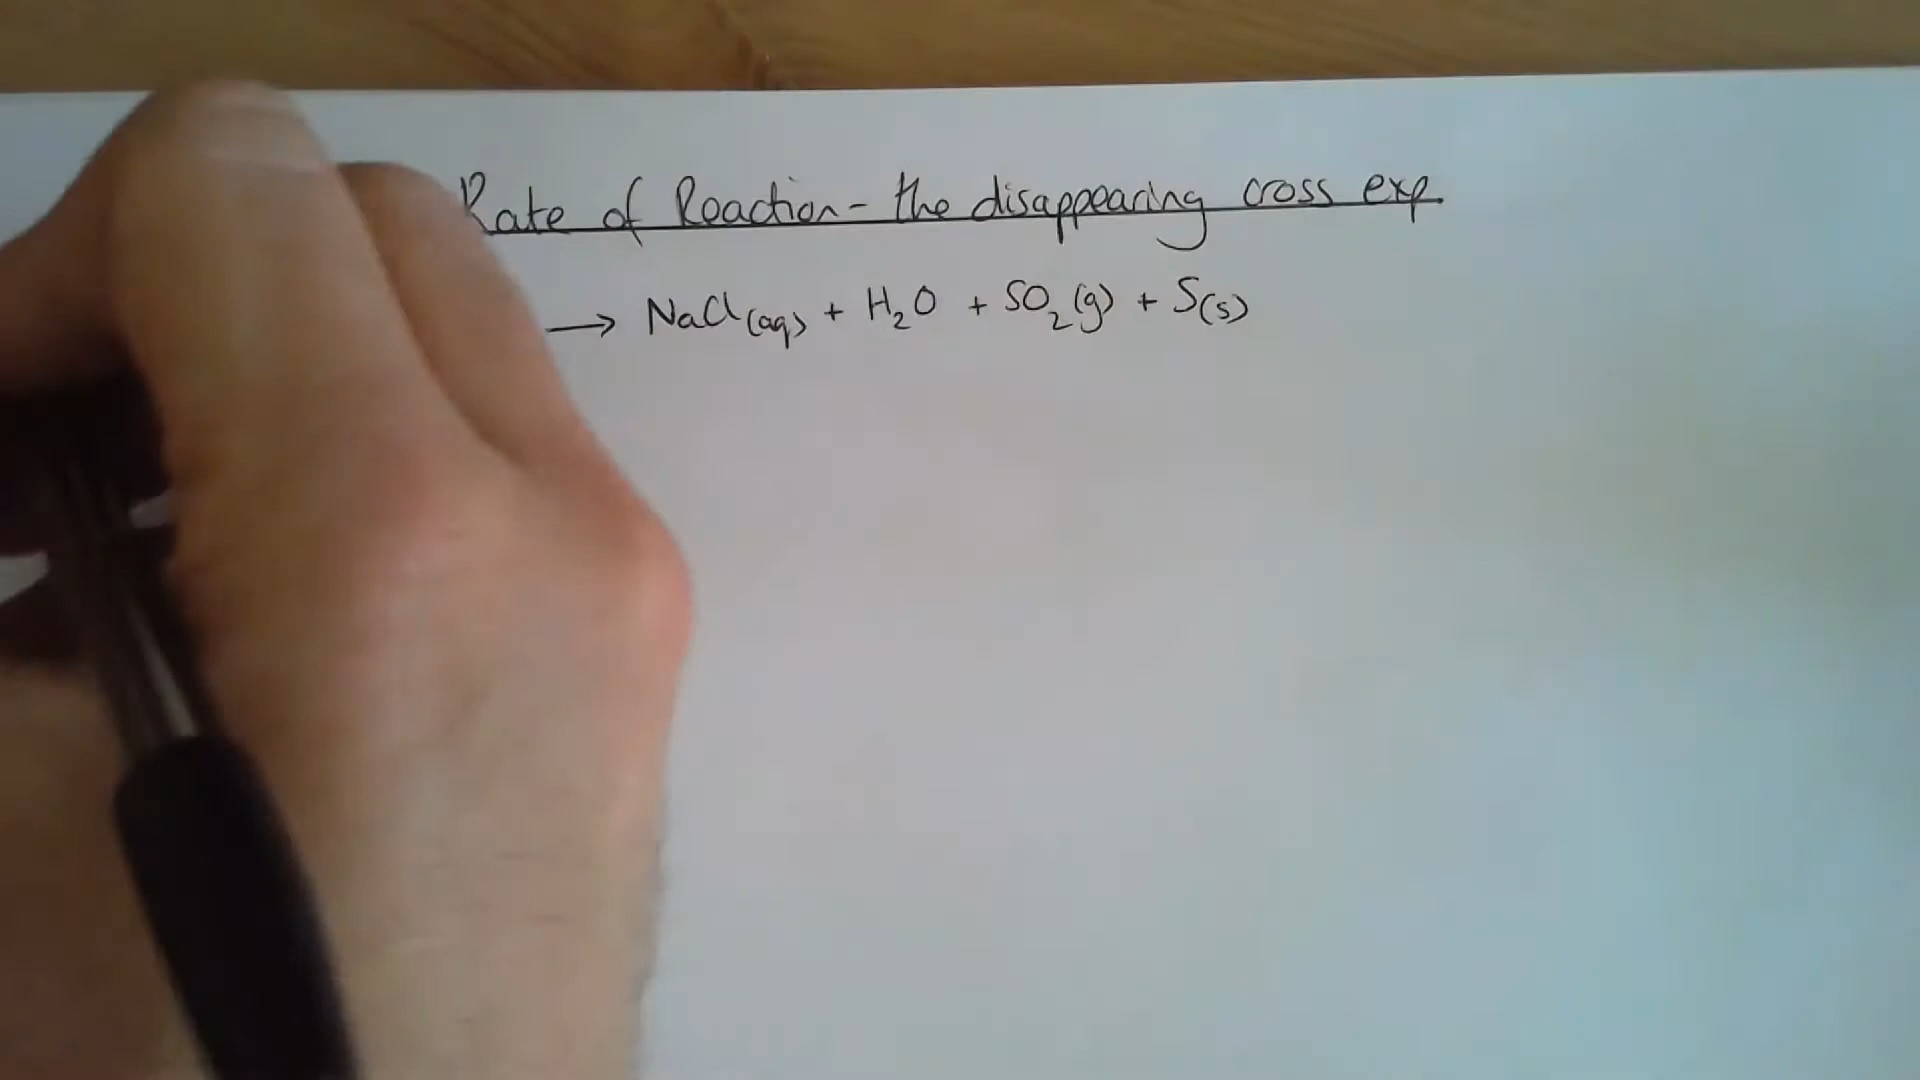 Rate of Reaction - the disappearing cross exp.
→ NaCl(aq) + H₂O + SO₂(g) + S(s)